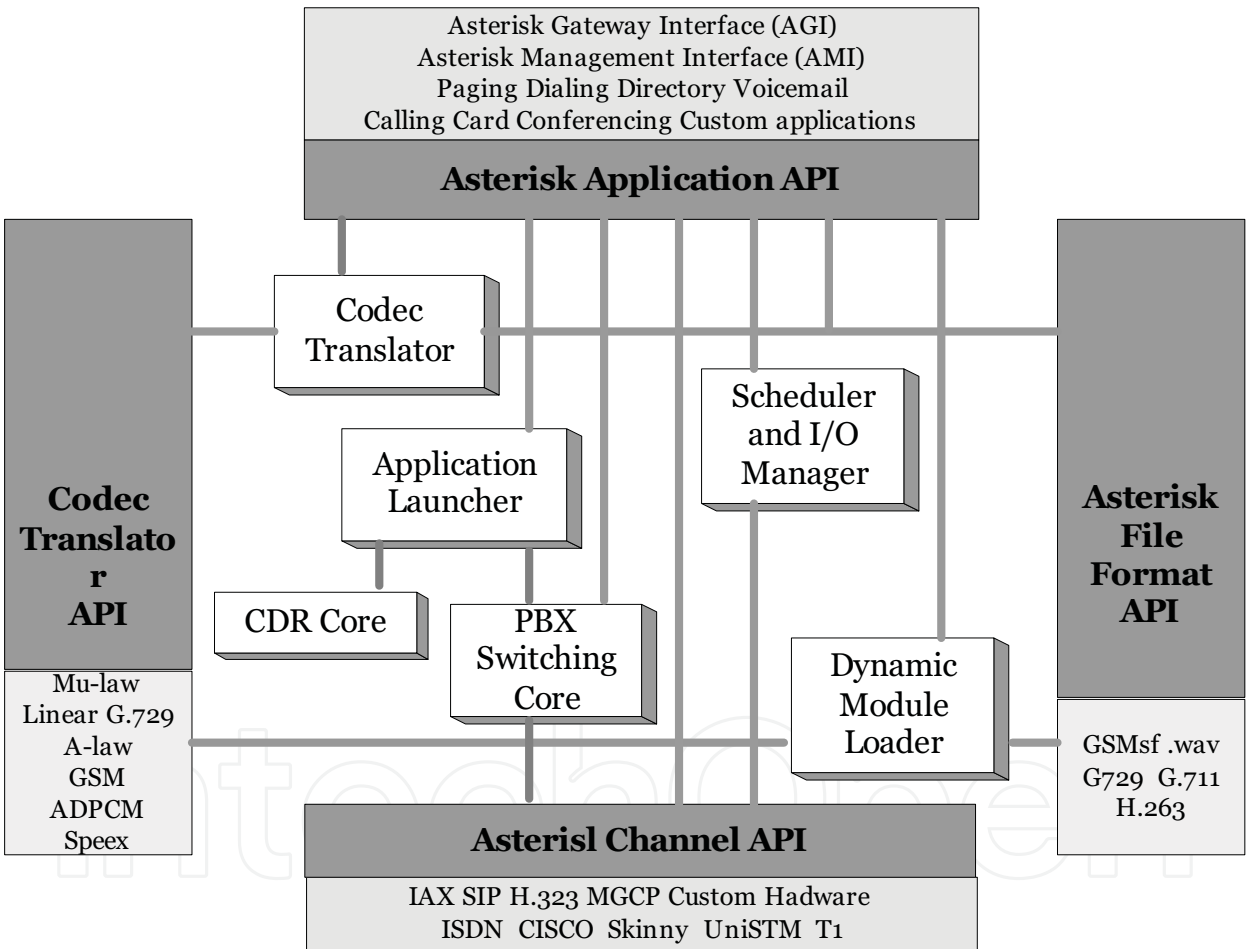 Asterisk Gateway Interface (AGI)
Asterisk Management Interface (AMI)
Paging Dialing Directory Voicemail
Calling Card Conferencing Custom applications
Asterisk Application API
Codec
Translator
Scheduler
and I/O
Manager
Application
Launcher
Codec
Translato
r
API
Asterisk
File
Format
API
CDR Core
PBX
Switching
Core
Dynamic
Module
Loader
Mu-law
Linear G.729
A-law
GSM
ADPCM
Speex
GSMsf .wav
G729 G.711
H.263
Asterisl Channel API
IAX SIP H.323 MGCP Custom Hadware
ISDN CISCO Skinny UniSTM T1
intechOpen